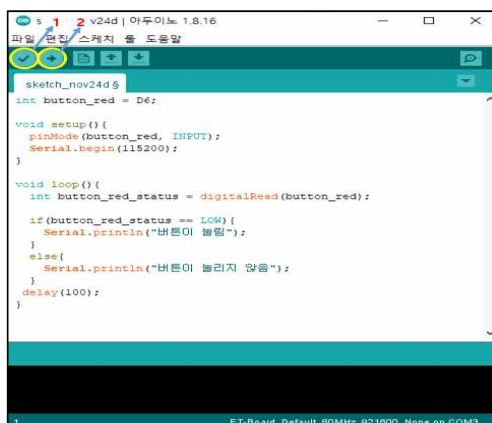 s 1 2 v24d | 아두이노 1.8.16
파일 편집 스케치 툴 도움말
sketch_nov24d §
int button_red = D6;
void setup(){
pinMode(button_red, INPUT);
Serial.begin(115200);
}
void loop(){
int button_red_status = digitalRead(button_red);
if(button_red_status == LOW){
Serial.println("버튼이 눌림");
}
else{
Serial.println("버튼이 눌리지 않음");
}
delay(100);
}
1 ET-Board, Default, 80MHz, 921600, None on COM3